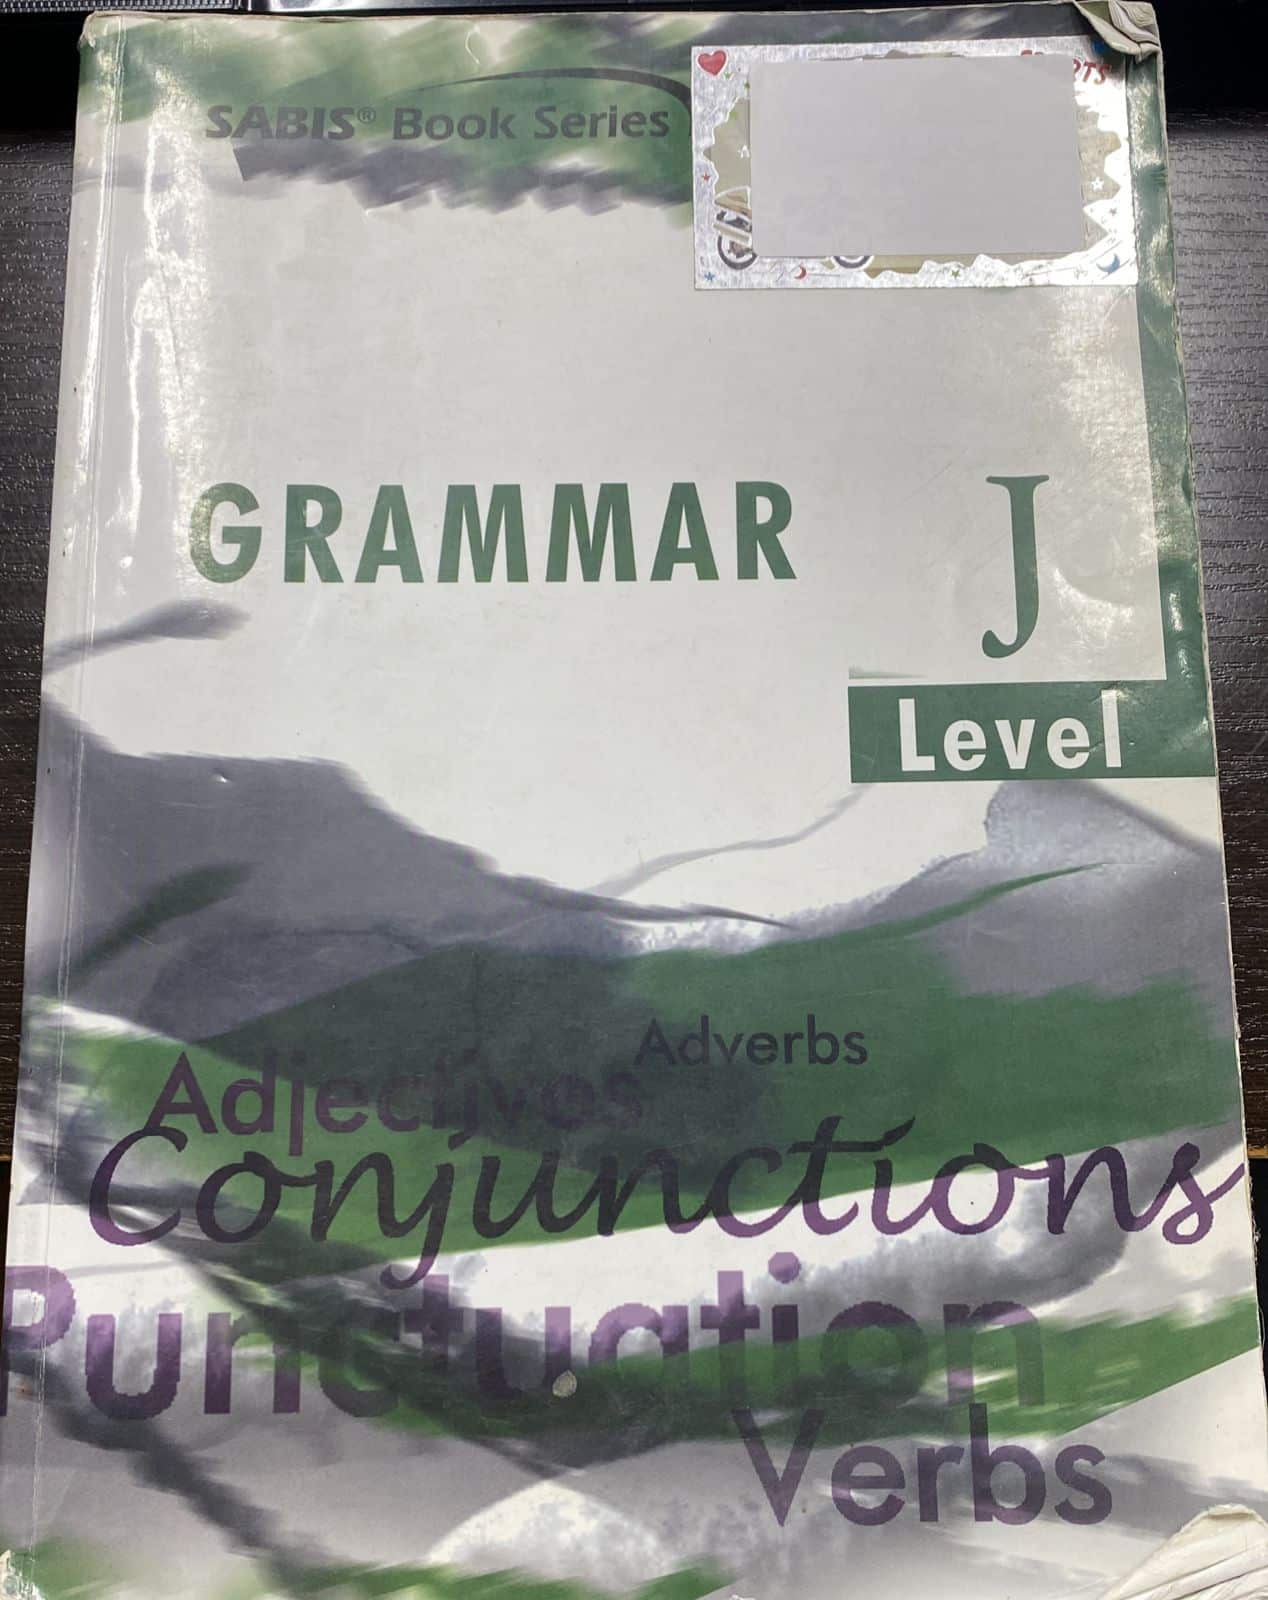 SABIS® Book Series
GRAMMAR
J
Level
Adverbs
Adjectives
Conjunctions
Punctuation
Verbs